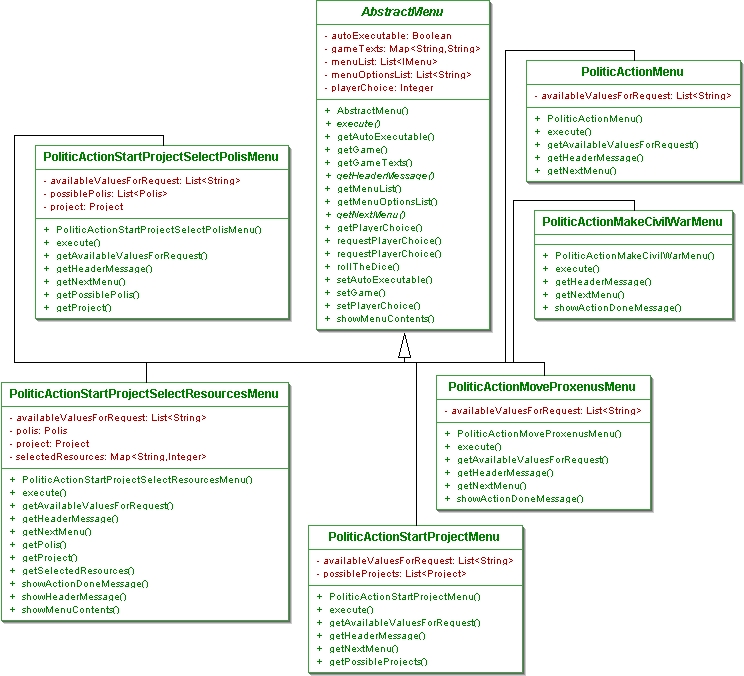 AbstractMenu
- autoExecutable: Boolean
- gameTexts: Map<String,String>
- menuList: List<IMenu>
- menuOptionsList: List<String>
- playerChoice: Integer
+ AbstractMenu()
+ execute()
+ getAutoExecutable()
+ getGame()
+ getGameTexts()
+ getHeaderMessage()
+ getMenuList()
+ getMenuOptionsList()
+ getNextMenu()
+ getPlayerChoice()
+ requestPlayerChoice()
+ requestPlayerChoice()
+ rollTheDice()
+ setAutoExecutable()
+ setGame()
+ setPlayerChoice()
+ showMenuContents()
PoliticActionMenu
- availableValuesForRequest: List<String>
+ PoliticActionMenu()
+ execute()
+ getAvailableValuesForRequest()
+ getHeaderMessage()
+ getNextMenu()
PoliticActionStartProjectSelectPolisMenu
- availableValuesForRequest: List<String>
- possiblePolis: List<Polis>
- project: Project
+ PoliticActionStartProjectSelectPolisMenu()
+ execute()
+ getAvailableValuesForRequest()
+ getHeaderMessage()
+ getNextMenu()
+ getPossiblePolis()
+ getProject()
PoliticActionMakeCivilWarMenu
+ PoliticActionMakeCivilWarMenu()
+ execute()
+ getHeaderMessage()
+ getNextMenu()
+ showActionDoneMessage()
PoliticActionStartProjectSelectResourcesMenu
- availableValuesForRequest: List<String>
- polis: Polis
- project: Project
- selectedResources: Map<String,Integer>
+ PoliticActionStartProjectSelectResourcesMenu()
+ execute()
+ getAvailableValuesForRequest()
+ getHeaderMessage()
+ getNextMenu()
+ getPolis()
+ getProject()
+ getSelectedResources()
+ showActionDoneMessage()
+ showHeaderMessage()
+ showMenuContents()
PoliticActionMoveProxenusMenu
- availableValuesForRequest: List<String>
+ PoliticActionMoveProxenusMenu()
+ execute()
+ getAvailableValuesForRequest()
+ getHeaderMessage()
+ getNextMenu()
+ showActionDoneMessage()
PoliticActionStartProjectMenu
- availableValuesForRequest: List<String>
- possibleProjects: List<Project>
+ PoliticActionStartProjectMenu()
+ execute()
+ getAvailableValuesForRequest()
+ getHeaderMessage()
+ getNextMenu()
+ getPossibleProjects()